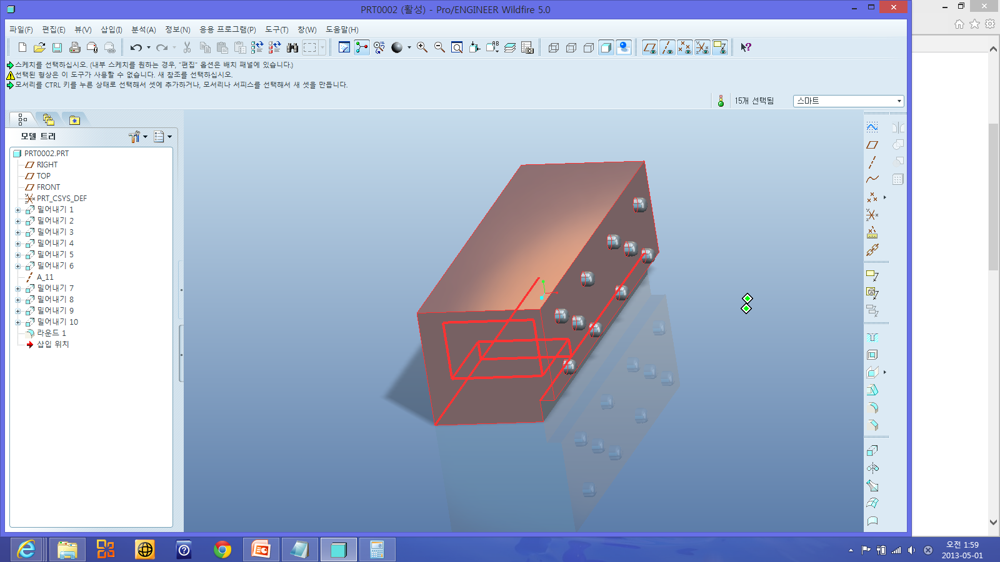 PRT0002 (활성) - Pro/ENGINEER Wildfire 5.0
파일(F) 편집(E) 뷰(V) 삽입(I) 분석(A) 정보(N) 응용 프로그램(P) 도구(T) 창(W) 도움말(H)
스케치를 선택하십시오. (내부 스케치를 원하는 경우, "편집" 옵션은 배치 패널에 있습니다.)
선택된 형상은 이 도구가 사용할 수 없습니다. 새 참조를 선택하십시오.
모서리를 CTRL 키를 누른 상태로 선택해서 셋에 추가하거나, 모서리나 서피스를 선택해서 새 셋을 만듭니다.
15개 선택됨 스마트
모델 트리
PRT0002.PRT
RIGHT
TOP
FRONT
PRT_CSYS_DEF
밀어내기 1
밀어내기 2
밀어내기 3
밀어내기 4
밀어내기 5
밀어내기 6
A_11
밀어내기 7
밀어내기 8
밀어내기 9
밀어내기 10
라운드 1
삽입 위치
오전 1:59
2013-05-01